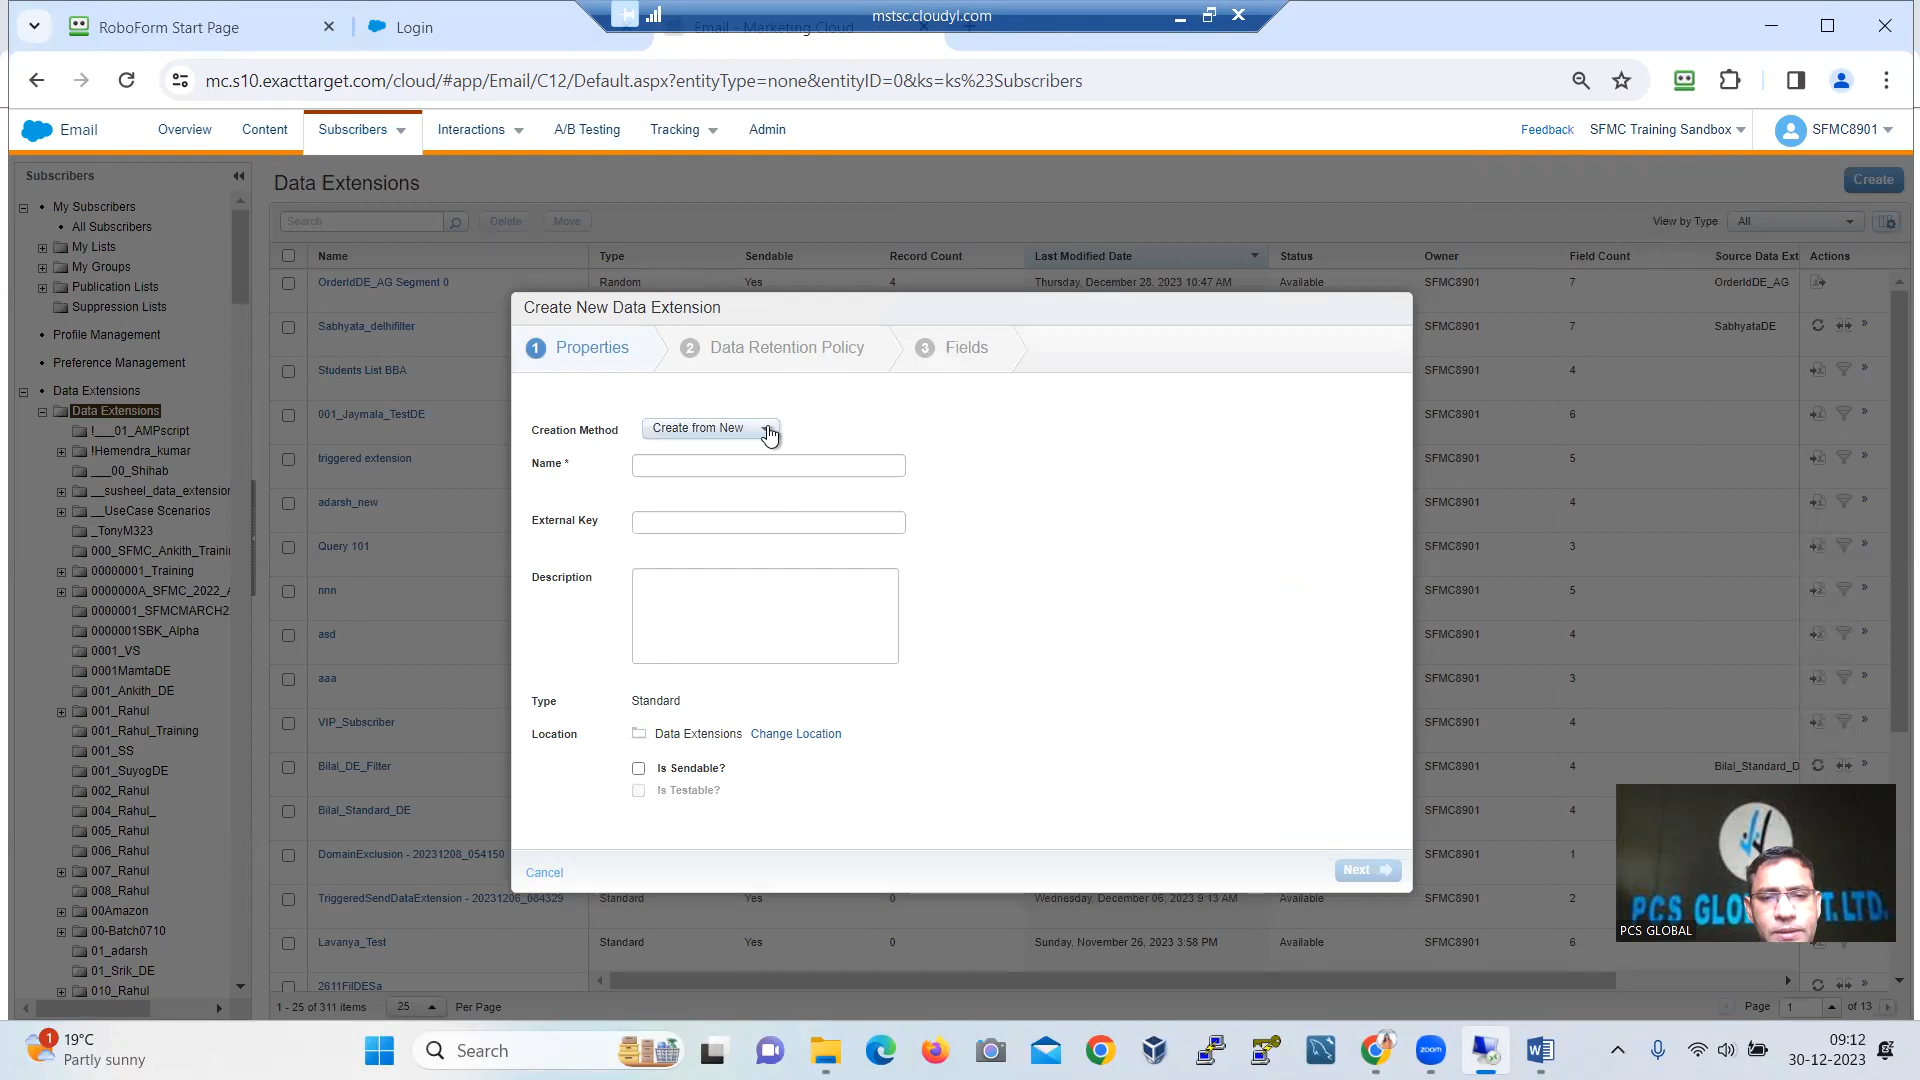 mstsc.cloudyl.com
RoboForm Start Page
Login
Email - Marketing Cloud
mc.s10.exacttarget.com/cloud/#app/Email/C12/Default.aspx?entityType=none&entityID=0&ks=ks%23Subscribers
Email
Overview
Content
Subscribers
Interactions
A/B Testing
Tracking
Admin
Feedback
SFMC Training Sandbox
SFMC8901
Subscribers
My Subscribers
All Subscribers
My Lists
My Groups
Publication Lists
Suppression Lists
Profile Management
Preference Management
Data Extensions
Data Extensions
!___01_AMPscript
!Hemendra_kumar
___00_Shihab
__susheel_data_extension
__UseCase Scenarios
_TonyM323
000_SFMC_Ankith_Traini
00000001_Training
0000000A_SFMC_2022_A
0000001_SFMCMARCH2
0000001SBK_Alpha
0001_VS
0001MamtaDE
001_Ankith_DE
001_Rahul
001_Rahul_Training
001_SS
001_SuyogDE
002_Rahul
004_Rahul_
005_Rahul
006_Rahul
007_Rahul
008_Rahul
00Amazon
00-Batch0710
01_adarsh
01_Srik_DE
010_Rahul
Data Extensions
Create
Search
Delete
Move
View by Type
All
Name
Type
Sendable
Record Count
Last Modified Date
Status
Owner
Field Count
Source Data Ext
Actions
OrderIdDE_AG Segment 0
Random
Yes
4
Thursday, December 28, 2023 10:47 AM
Available
SFMC8901
7
OrderIdDE_AG
Sabhyata_delhifilter
SFMC8901
7
SabhyataDE
Students List BBA
SFMC8901
4
001_Jaymala_TestDE
SFMC8901
6
triggered extension
SFMC8901
5
adarsh_new
SFMC8901
4
Query 101
SFMC8901
3
nnn
SFMC8901
5
asd
SFMC8901
4
aaa
SFMC8901
3
VIP_Subscriber
SFMC8901
4
Bilal_DE_Filter
SFMC8901
4
Bilal_Standard_D
Bilal_Standard_DE
SFMC8901
4
DomainExclusion - 20231208_054150
SFMC8901
1
TriggeredSendDataExtension - 20231206_084329
Standard
Yes
0
Wednesday, December 06, 2023 9:13 AM
Available
SFMC8901
2
Lavanya_Test
Standard
Yes
0
Sunday, November 26, 2023 3:58 PM
Available
SFMC8901
6
2611FilDESa
1 - 25 of 311 items
25
Per Page
Page
1
of 13
Create New Data Extension
1 Properties
2 Data Retention Policy
3 Fields
Creation Method
Create from New
Name *
External Key
Description
Type
Standard
Location
Data Extensions
Change Location
Is Sendable?
Is Testable?
Cancel
Next
PCS GLO T.LTD.
PCS GLOBAL
1
19°C
Partly sunny
Search
zoom
09:12
30-12-2023